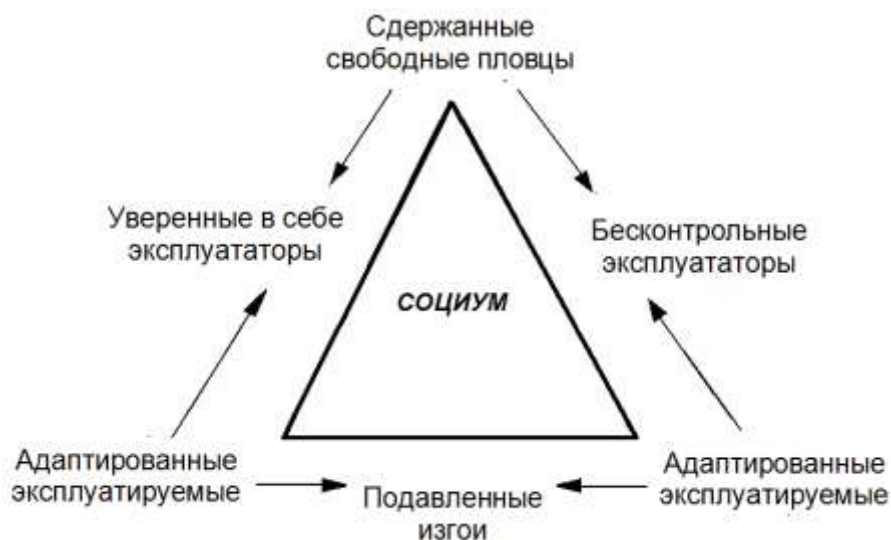 Сдержанные
свободные пловцы
Уверенные в себе
эксплуататоры
Бесконтрольные
эксплуататоры
СОЦИУМ
Адаптированные
эксплуатируемые
Подавленные
изгои
Адаптированные
эксплуатируемые